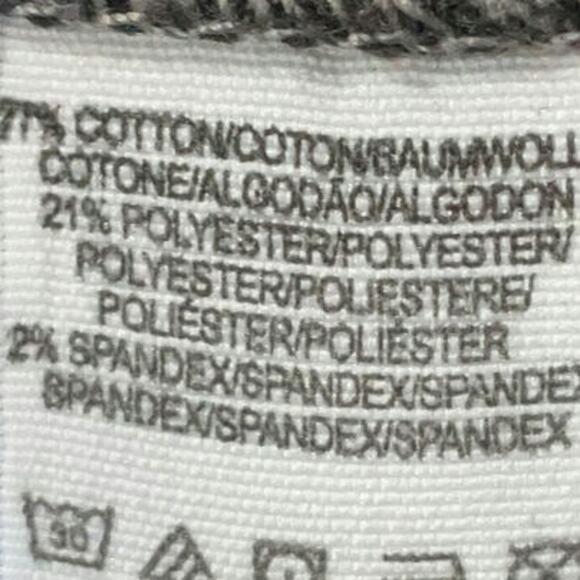 77% COTTON/COTON/BAUMWOLL
COTONE/ALGODÃO/ALGODON
21% POLYESTER/POLYESTER/
POLYESTER/POLIESTERE/
POLIÉSTER/POLIÉSTER
2% SPANDEX/SPANDEX/SPANDEX
SPANDEX/SPANDEX/SPANDEX
30